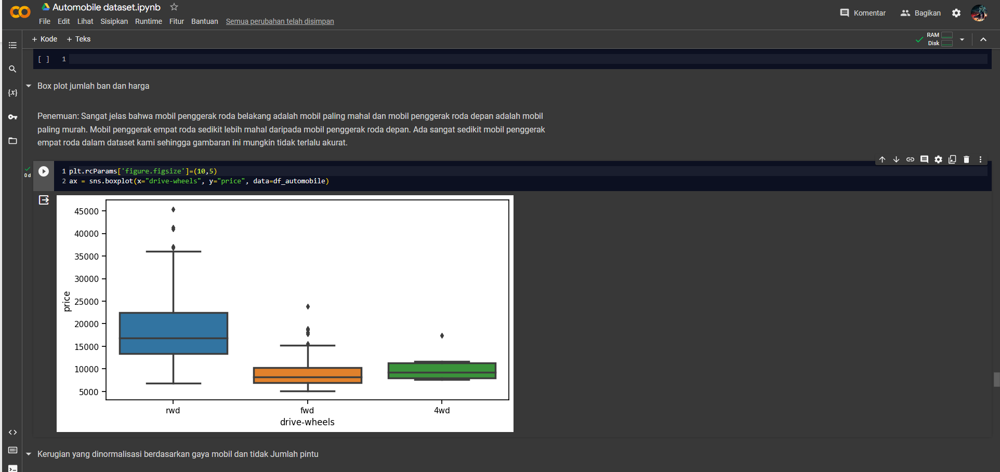 Automobile dataset.ipynb
File Edit Lihat Sisipkan Runtime Fitur Bantuan Semua perubahan telah disimpan
Komentar Bagikan
+ Kode + Teks
RAM
Disk
[ ] 1
Box plot jumlah ban dan harga
Penemuan: Sangat jelas bahwa mobil penggerak roda belakang adalah mobil paling mahal dan mobil penggerak roda depan adalah mobil
paling murah. Mobil penggerak empat roda sedikit lebih mahal daripada mobil penggerak roda depan. Ada sangat sedikit mobil penggerak
empat roda dalam dataset kami sehingga gambaran ini mungkin tidak terlalu akurat.
0 d
1 plt.rcParams['figure.figsize']=(10,5)
2 ax = sns.boxplot(x="drive-wheels", y="price", data=df_automobile)
45000
40000
35000
30000
25000
20000
15000
10000
5000
price
rwd fwd 4wd
drive-wheels
Kerugian yang dinormalisasi berdasarkan gaya mobil dan tidak Jumlah pintu